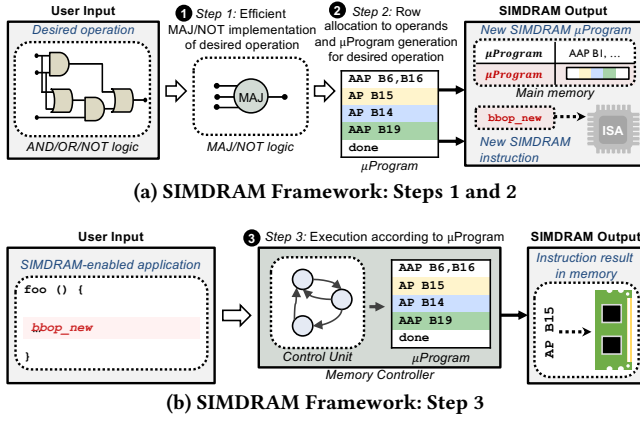 User Input
Desired operation
AND/OR/NOT logic
1 Step 1: Efficient
MAJ/NOT implementation
of desired operation
MAJ
MAJ/NOT logic
2 Step 2: Row
allocation to operands
and μProgram generation
for desired operation
AAP B6,B16
AP B15
AP B14
AAP B19
done
μProgram
SIMDRAM Output
New SIMDRAM μProgram
μProgram AAP B1, ...
μProgram
Main memory
bbop_new
ISA
New SIMDRAM
instruction
(a) SIMDRAM Framework: Steps 1 and 2
User Input
SIMDRAM-enabled application
foo () {
bbop_new
}
3 Step 3: Execution according to μProgram
Control Unit
AAP B6,B16
AP B15
AP B14
AAP B19
done
μProgram
Memory Controller
SIMDRAM Output
Instruction result
in memory
AP B15
(b) SIMDRAM Framework: Step 3